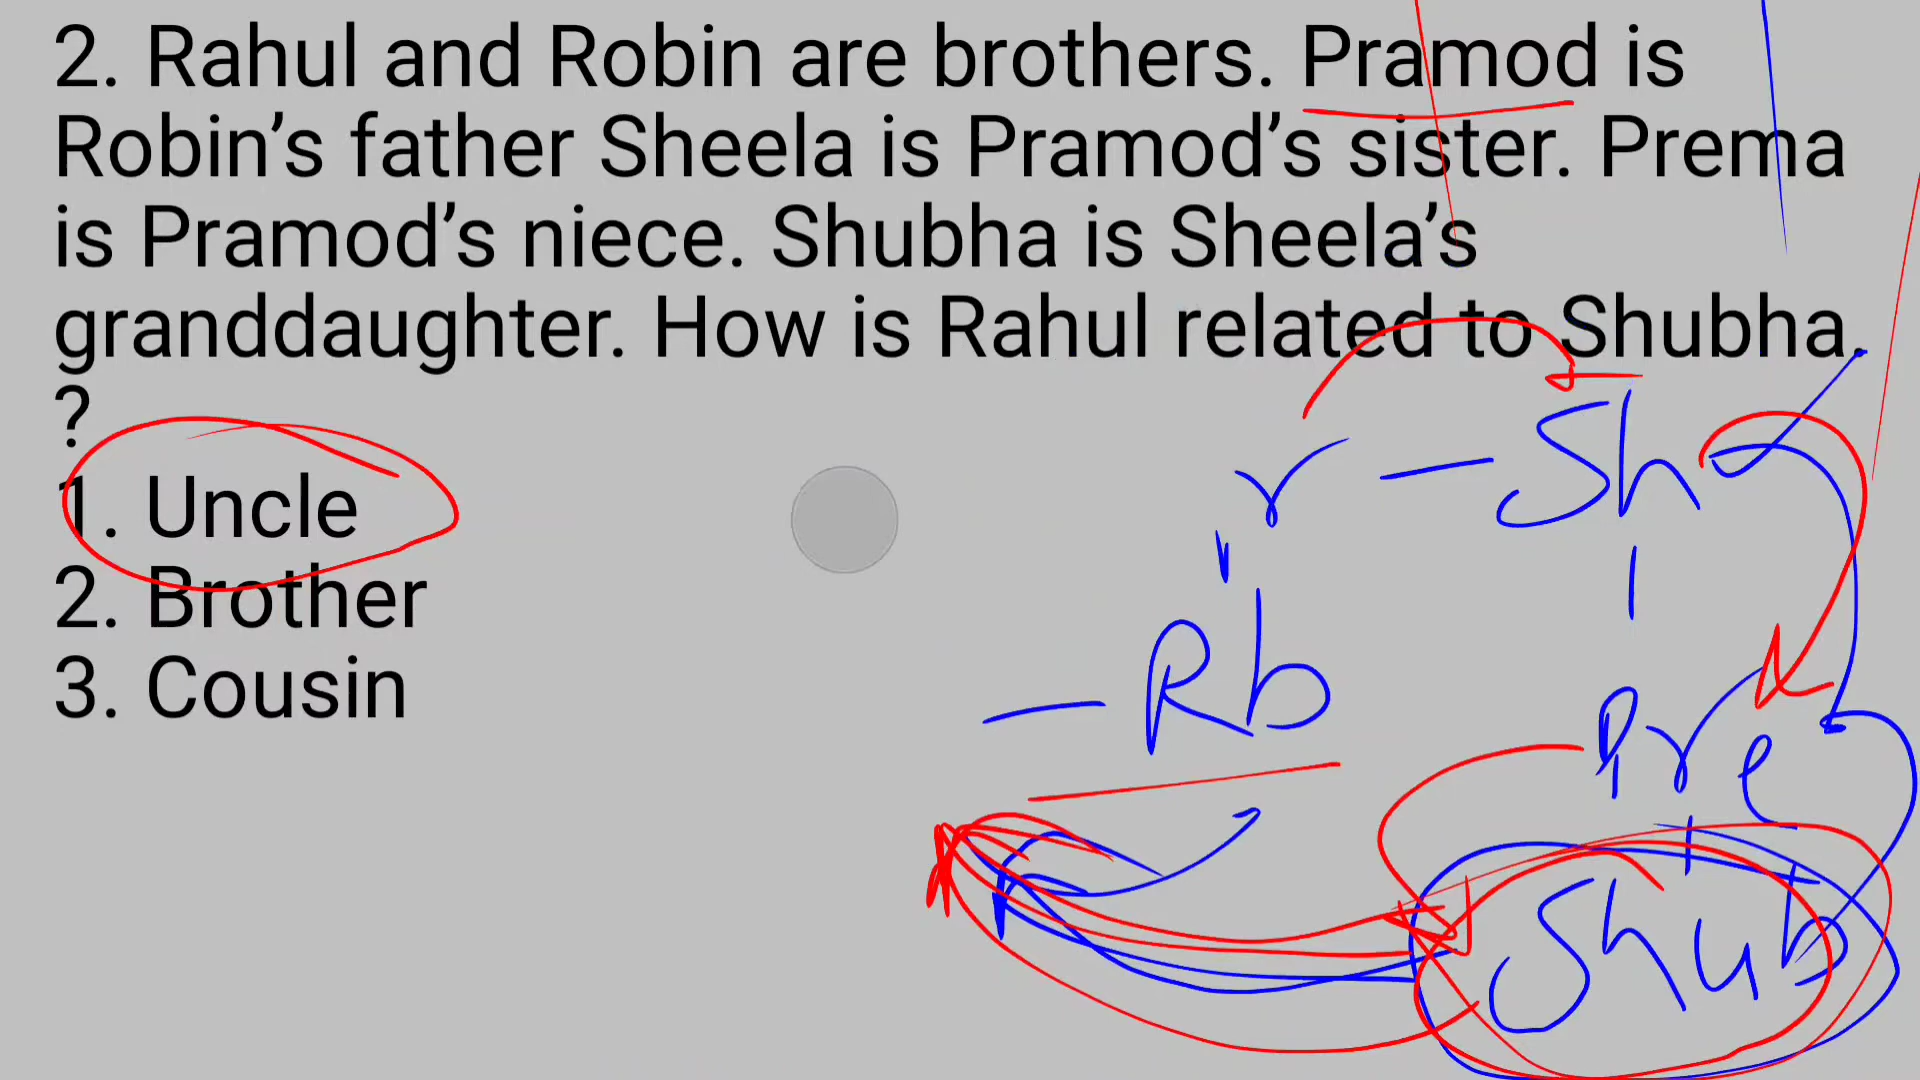 2. Rahul and Robin are brothers. Pramod is
Robin’s father Sheela is Pramod’s sister. Prema
is Pramod’s niece. Shubha is Sheela’s
granddaughter. How is Rahul related to Shubha.
?
1. Uncle
2. Brother
3. Cousin
r - Sh
- Rb
Pre
Shub